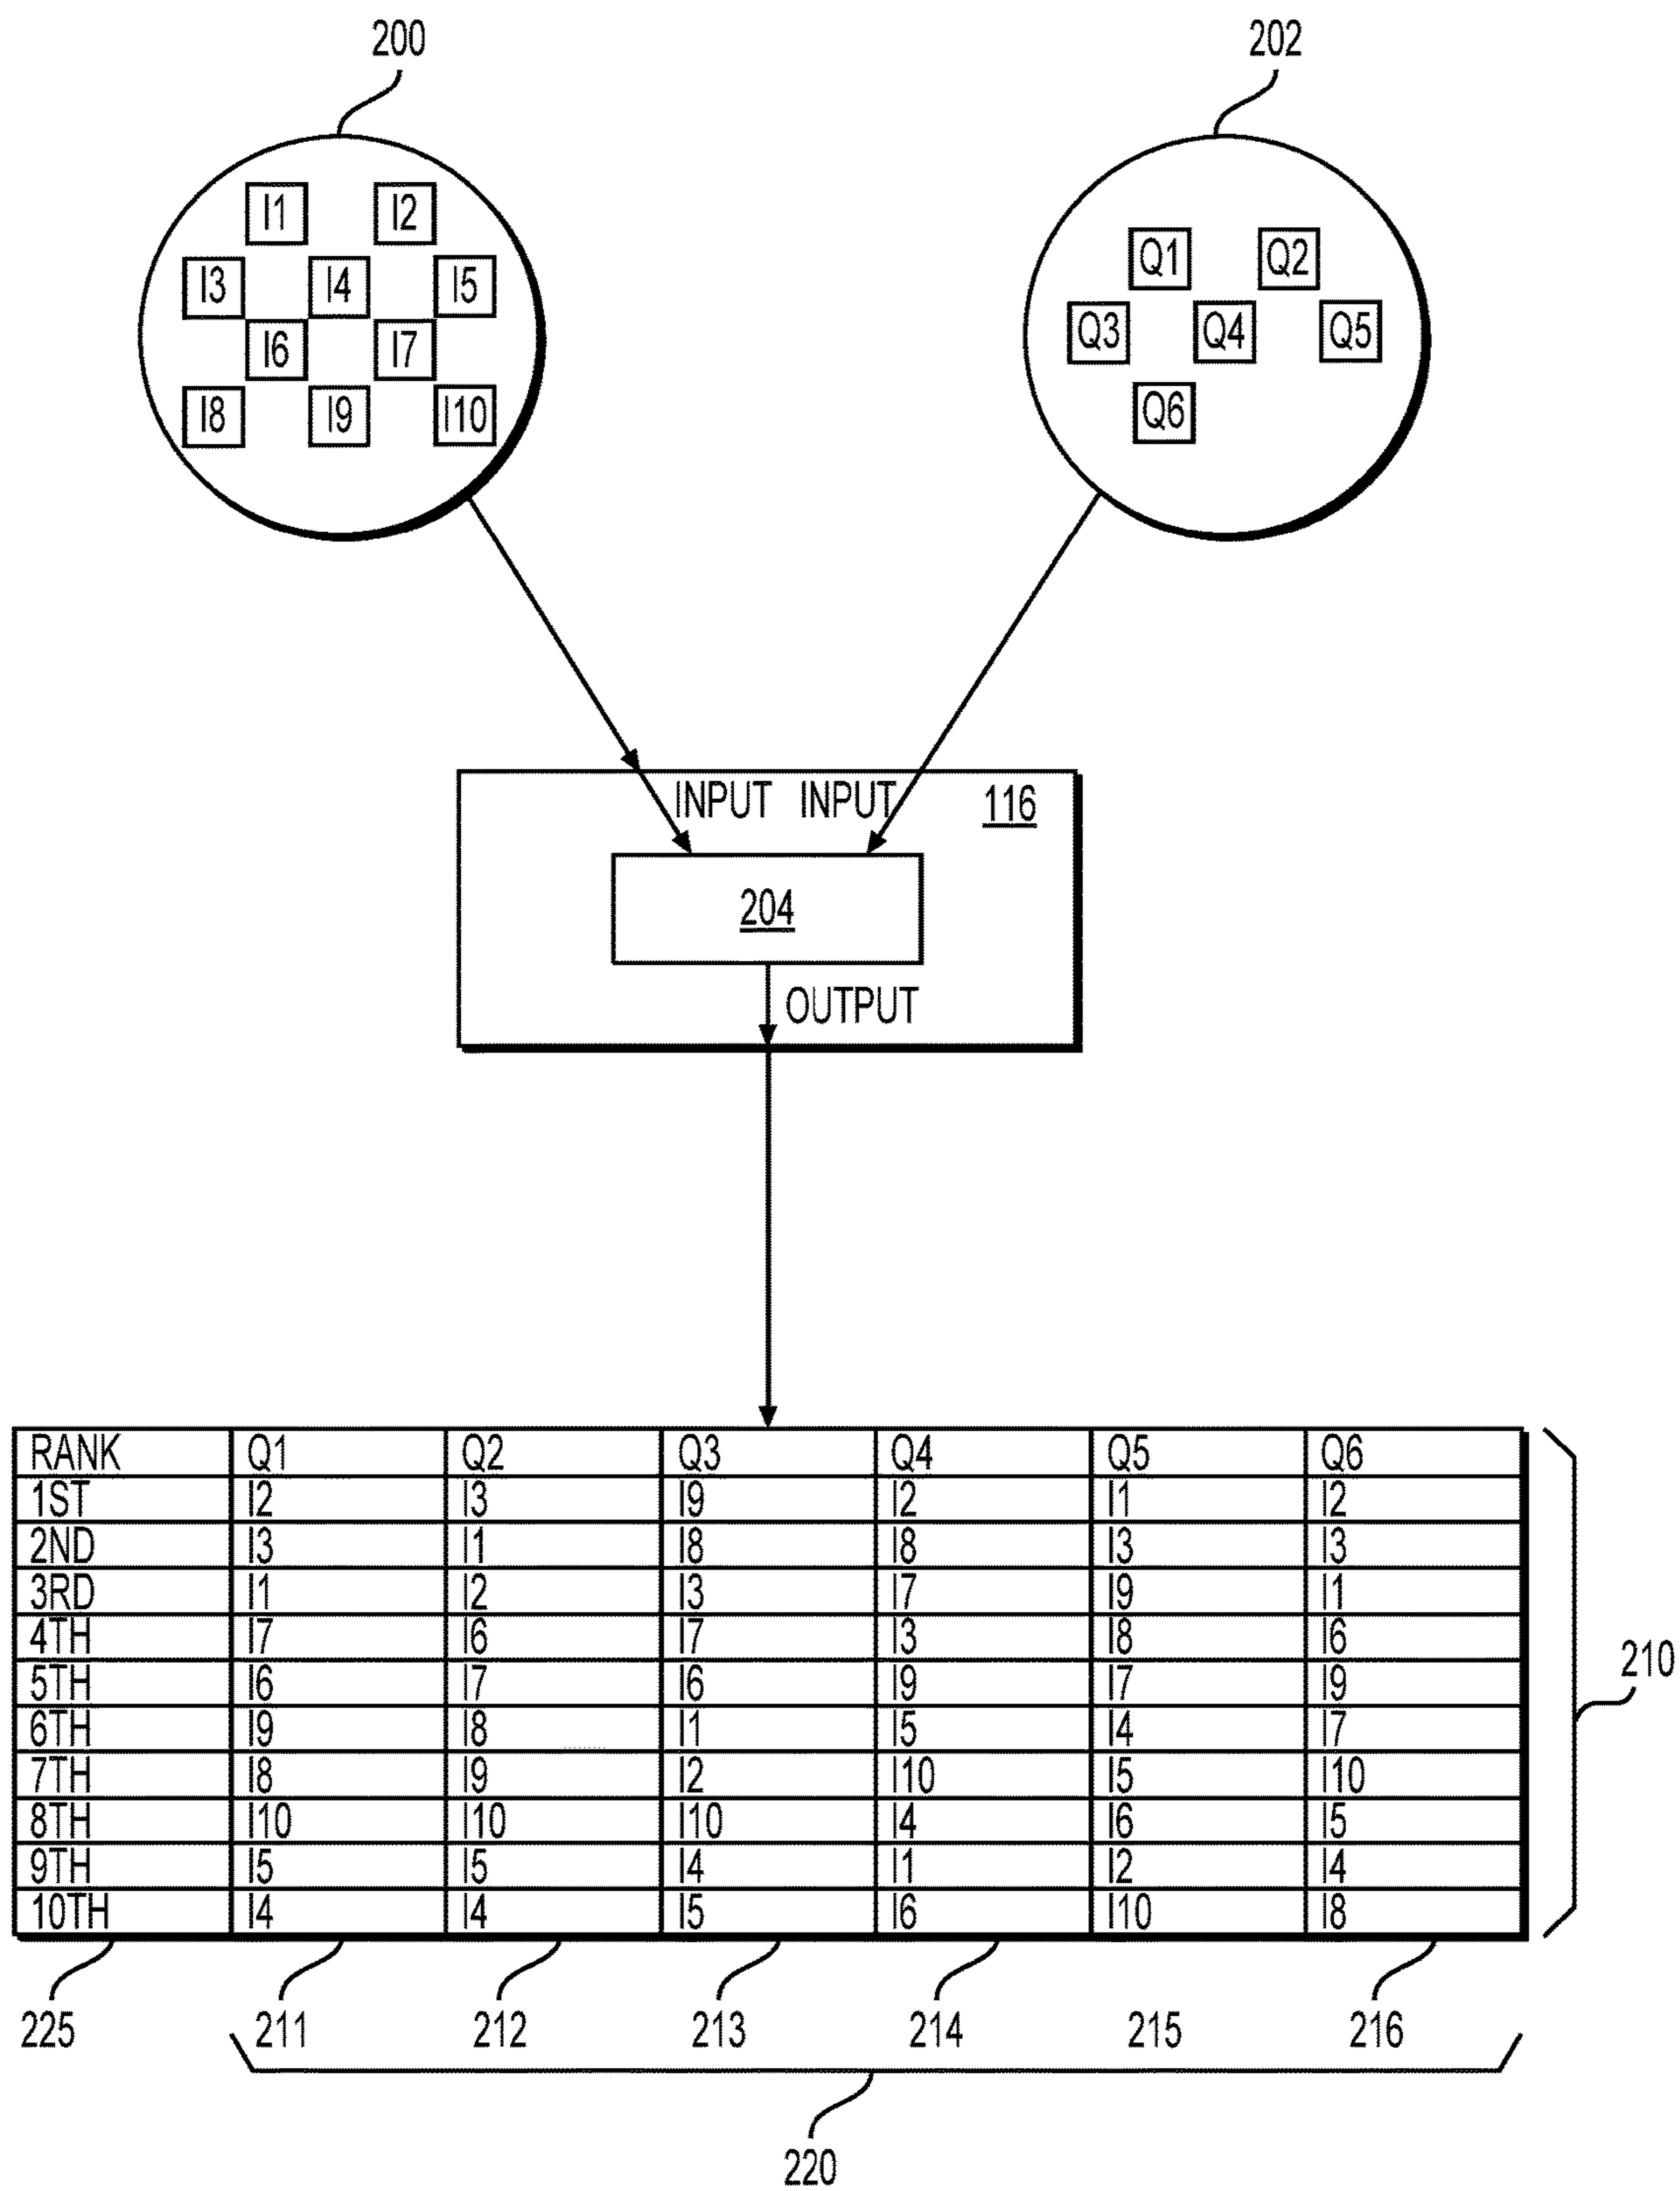 200 202
I1 I2
I3 I4 I5
I6 I7
I8 I9 I10
Q1 Q2
Q3 Q4 Q5
Q6
INPUT INPUT 116
204
OUTPUT
RANK Q1 Q2 Q3 Q4 Q5 Q6
1ST I2 I3 I9 I2 I1 I2
2ND I3 I1 I8 I8 I3 I3
3RD I1 I2 I3 I7 I9 I1
4TH I7 I6 I7 I3 I8 I6
5TH I6 I7 I6 I9 I7 I9
6TH I9 I8 I1 I5 I4 I7
7TH I8 I9 I2 I10 I5 I10
8TH I10 I10 I10 I4 I6 I5
9TH I5 I5 I4 I1 I2 I4
10TH I4 I4 I5 I6 I10 I8
210
225 211 212 213 214 215 216
220